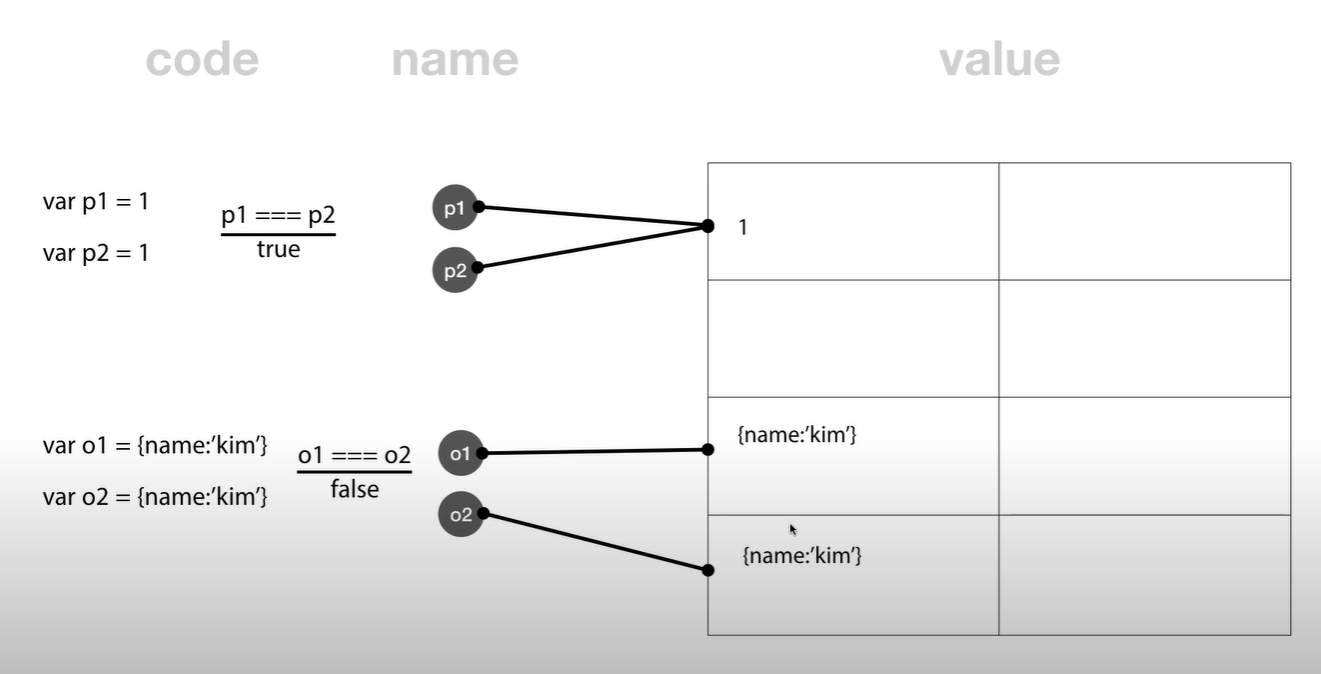 code name value
var p1 = 1
p1 === p2
var p2 = 1
true
p1
p2
1
var o1 = {name:’kim’}
o1 === o2
var o2 = {name:’kim’}
false
o1
o2
{name:’kim’}
{name:’kim’}